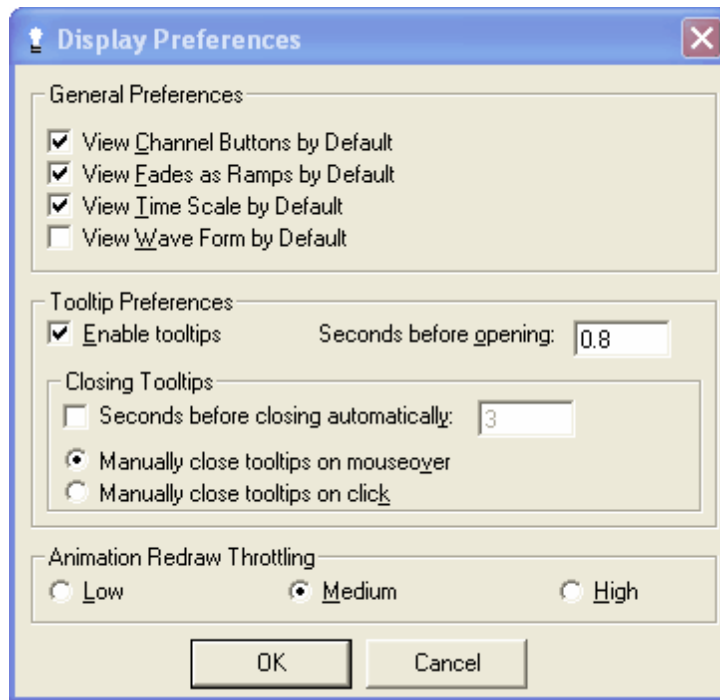 Display Preferences
General Preferences
View Channel Buttons by Default
View Fades as Ramps by Default
View Time Scale by Default
View Wave Form by Default
Tooltip Preferences
Enable tooltips Seconds before opening: 0.8
Closing Tooltips
Seconds before closing automatically: 3
Manually close tooltips on mouseover
Manually close tooltips on click
Animation Redraw Throttling
Low Medium High
OK Cancel